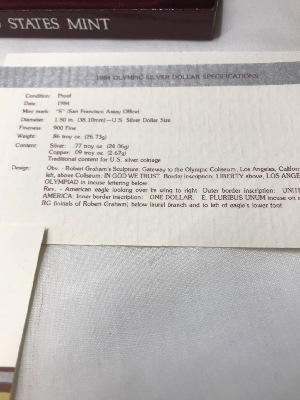 STATES MINT
1984 OLYMPIC SILVER DOLLAR SPECIFICATIONS
Condition: Proof
Date: 1984
Mint mark: "S" (San Francisco Assay Office)
Diameter: 1.50 in. (38.10mm)—U.S. Silver Dollar Size
Fineness: 900 Fine
Weight: .86 troy oz. (26.73g)
Content: Silver: .77 troy oz. (24.06g)
Copper: .09 troy oz. (2.67g)
Traditional content for U.S. silver coinage
Design: Obv. - Robert Graham's Sculpture: Gateway to the Olympic Coliseum, Los Angeles, Californ
left, above Coliseum: IN GOD WE TRUST. Border inscription: LIBERTY above, LOS ANGE
OLYMPIAD in incuse lettering below.
Rev. - American eagle looking over its wing to right. Outer border inscription: UNIT
AMERICA; Inner border inscription: ONE DOLLAR. E. PLURIBUS UNUM incuse on
RG (initials of Robert Graham) below laurel branch and to left of eagle's lower foot.